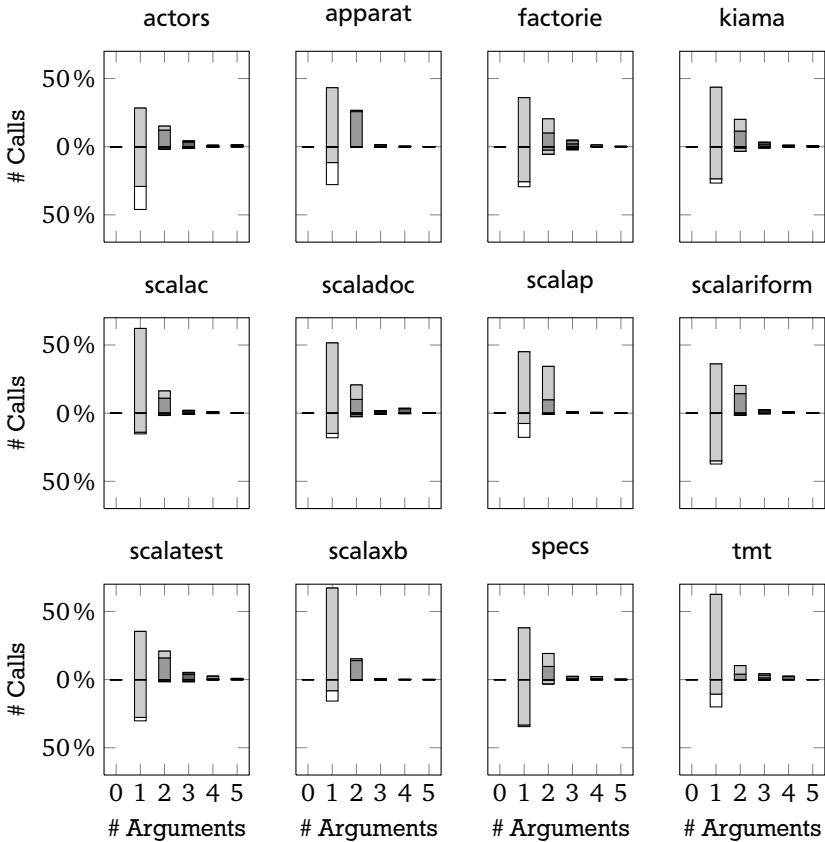 actors apparat factorie kiama
50 %
# Calls
0 %
50 %
scalac scaladoc scalap scalariform
50 %
# Calls
0 %
50 %
scalatest scalaxb specs tmt
50 %
# Calls
0 %
50 %
0 1 2 3 4 5 0 1 2 3 4 5 0 1 2 3 4 5 0 1 2 3 4 5
# Arguments # Arguments # Arguments # Arguments